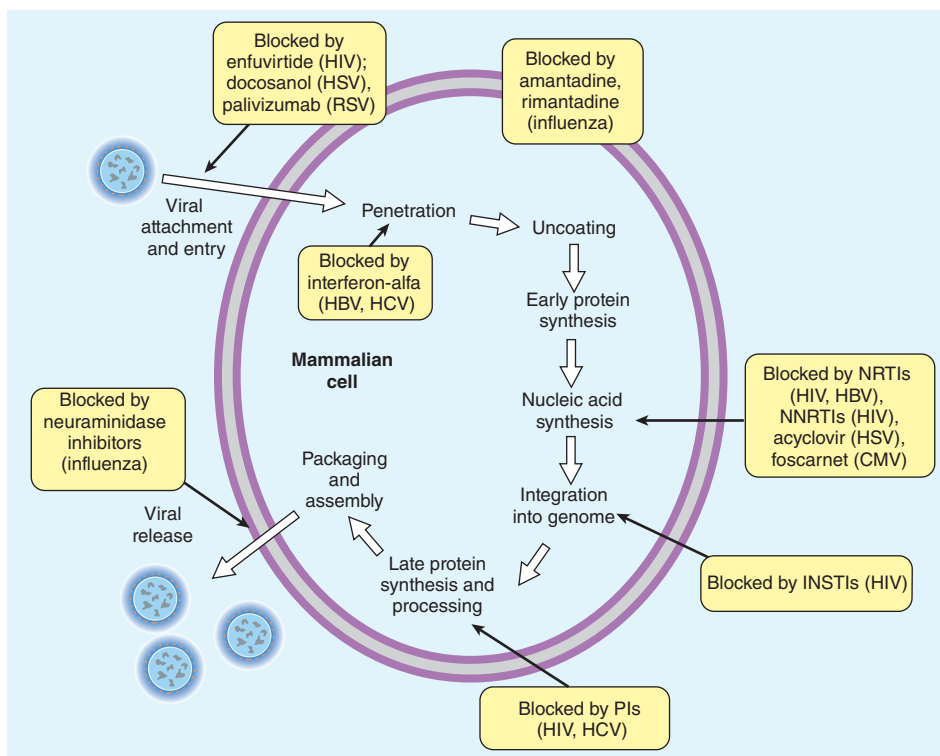 Blocked by
enfuvirtide (HIV);
docosanol (HSV),
palivizumab (RSV)
Blocked by
amantadine,
rimantadine
(influenza)
Viral
attachment
and entry
Penetration
Uncoating
Blocked by
interferon-alfa
(HBV, HCV)
Early protein
synthesis
Mammalian
cell
Nucleic acid
synthesis
Blocked by NRTIs
(HIV, HBV),
NNRTIs (HIV),
acyclovir (HSV),
foscarnet (CMV)
Blocked by
neuraminidase
inhibitors
(influenza)
Packaging
and
assembly
Integration
into genome
Viral
release
Late protein
synthesis and
processing
Blocked by INSTIs (HIV)
Blocked by PIs
(HIV, HCV)